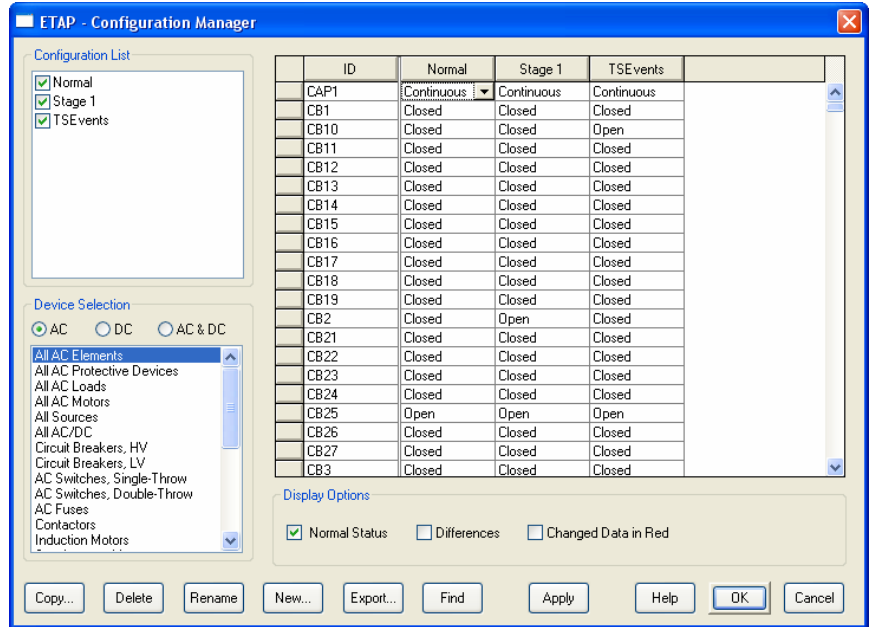 ETAP - Configuration Manager
Configuration List
Normal
Stage 1
TSEvents
Device Selection
AC DC AC & DC
All AC Elements
All AC Protective Devices
All AC Loads
All AC Motors
All Sources
All AC/DC
Circuit Breakers, HV
Circuit Breakers, LV
AC Switches, Single-Throw
AC Switches, Double-Throw
AC Fuses
Contactors
Induction Motors
ID Normal Stage 1 TSEvents
CAP1 Continuous Continuous Continuous
CB1 Closed Closed Closed
CB10 Closed Closed Open
CB11 Closed Closed Closed
CB12 Closed Closed Closed
CB13 Closed Closed Closed
CB14 Closed Closed Closed
CB15 Closed Closed Closed
CB16 Closed Closed Closed
CB17 Closed Closed Closed
CB18 Closed Closed Closed
CB19 Closed Closed Closed
CB2 Closed Open Closed
CB21 Closed Closed Closed
CB22 Closed Closed Closed
CB23 Closed Closed Closed
CB24 Closed Closed Closed
CB25 Open Open Open
CB26 Closed Closed Closed
CB27 Closed Closed Closed
CB3 Closed Closed Closed
Display Options
Normal Status Differences Changed Data in Red
Copy... Delete Rename New... Export... Find Apply Help OK Cancel